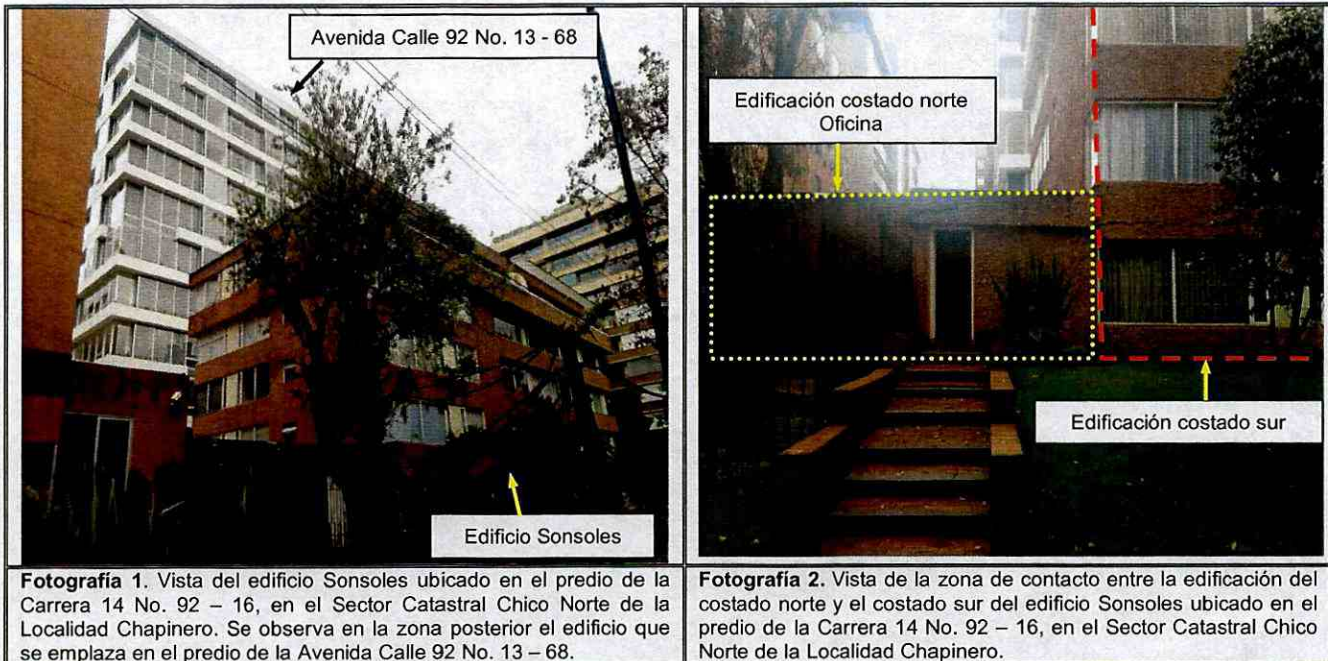 Avenida Calle 92 No. 13 - 68
Edificio Sonsoles
Fotografía 1. Vista del edificio Sonsoles ubicado en el predio de la
Carrera 14 No. 92 – 16, en el Sector Catastral Chico Norte de la
Localidad Chapinero. Se observa en la zona posterior el edificio que
se emplaza en el predio de la Avenida Calle 92 No. 13 – 68.
Edificación costado norte
Oficina
Edificación costado sur
Fotografía 2. Vista de la zona de contacto entre la edificación del
costado norte y el costado sur del edificio Sonsoles ubicado en el
predio de la Carrera 14 No. 92 – 16, en el Sector Catastral Chico
Norte de la Localidad Chapinero.